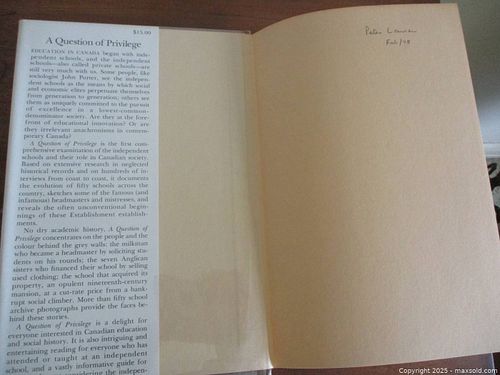 $15.00
A Question of Privilege
EDUCATION IN CANADA began with inde-
pendent schools, and the independent
schools—also called private schools—are
still very much with us. Some people, like
sociologist John Porter, see the indepen-
dent schools as the means by which social
and economic elites perpetuate themselves
from generation to generation; others see
them as uniquely committed to the pursuit
of excellence in a lowest-common-
denominator society. Are they at the fore-
front of educational innovation? Or are
they irrelevant anachronisms in contem-
porary Canada?
A Question of Privilege is the first com-
prehensive examination of the independent
schools and their role in Canadian society.
Based on extensive research in neglected
historical records and on hundreds of in-
terviews from coast to coast, it documents
the evolution of fifty schools across the
country, sketches some of the famous (and
infamous) headmasters and mistresses, and
reveals the often unconventional begin-
nings of these Establishment establish-
ments.
No dry academic history, A Question of
Privilege concentrates on the people and the
colour behind the grey walls: the milkman
who became a headmaster by soliciting stu-
dents on his rounds; the seven Anglican
sisters who financed their school by selling
used clothing; the school that acquired its
property, an opulent nineteenth-century
mansion, at a cut-rate price from a bank-
rupt social climber. More than fifty school
archive photographs provide the faces be-
hind these stories.
A Question of Privilege is a delight for
everyone interested in Canadian education
and social history. It is also intriguing and
entertaining reading for everyone who has
attended or taught at an independent
school, and a vastly informative guide for
considering the indepen-
Peter
Feb/
Copyright 2025 - maxsold.com